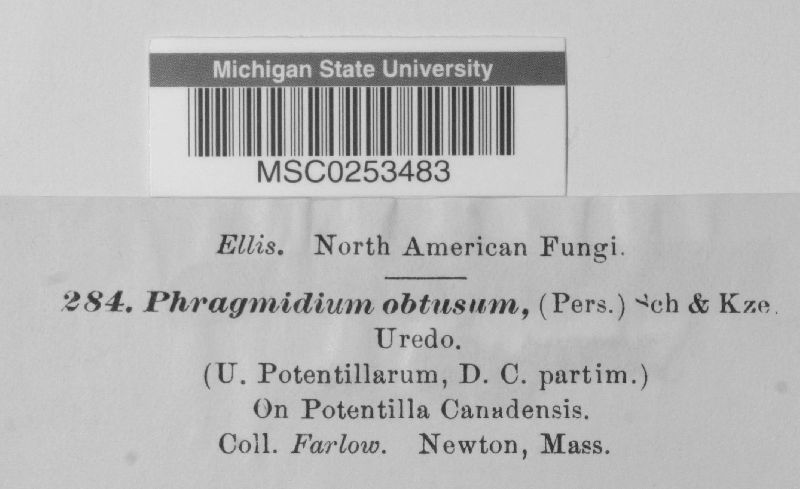 Michigan State University
MSC0253483
Ellis. North American Fungi.
284. Phragmidium obtusum, (Pers.) Sch & Kze.
Uredo.
(U. Potentillarum, D. C. partim.)
On Potentilla Canadensis.
Coll. Farlow. Newton, Mass.